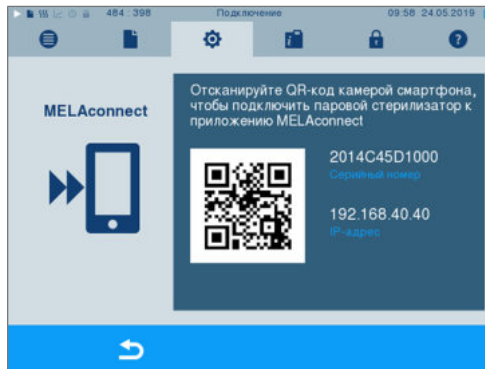 484 : 398
Подключение
09:58 24.05.2019
MELAconnect
Отсканируйте QR-код камерой смартфона,
чтобы подключить паровой стерилизатор к
приложению MELAconnect
2014C45D1000
Серийный номер
192.168.40.40
IP-адрес